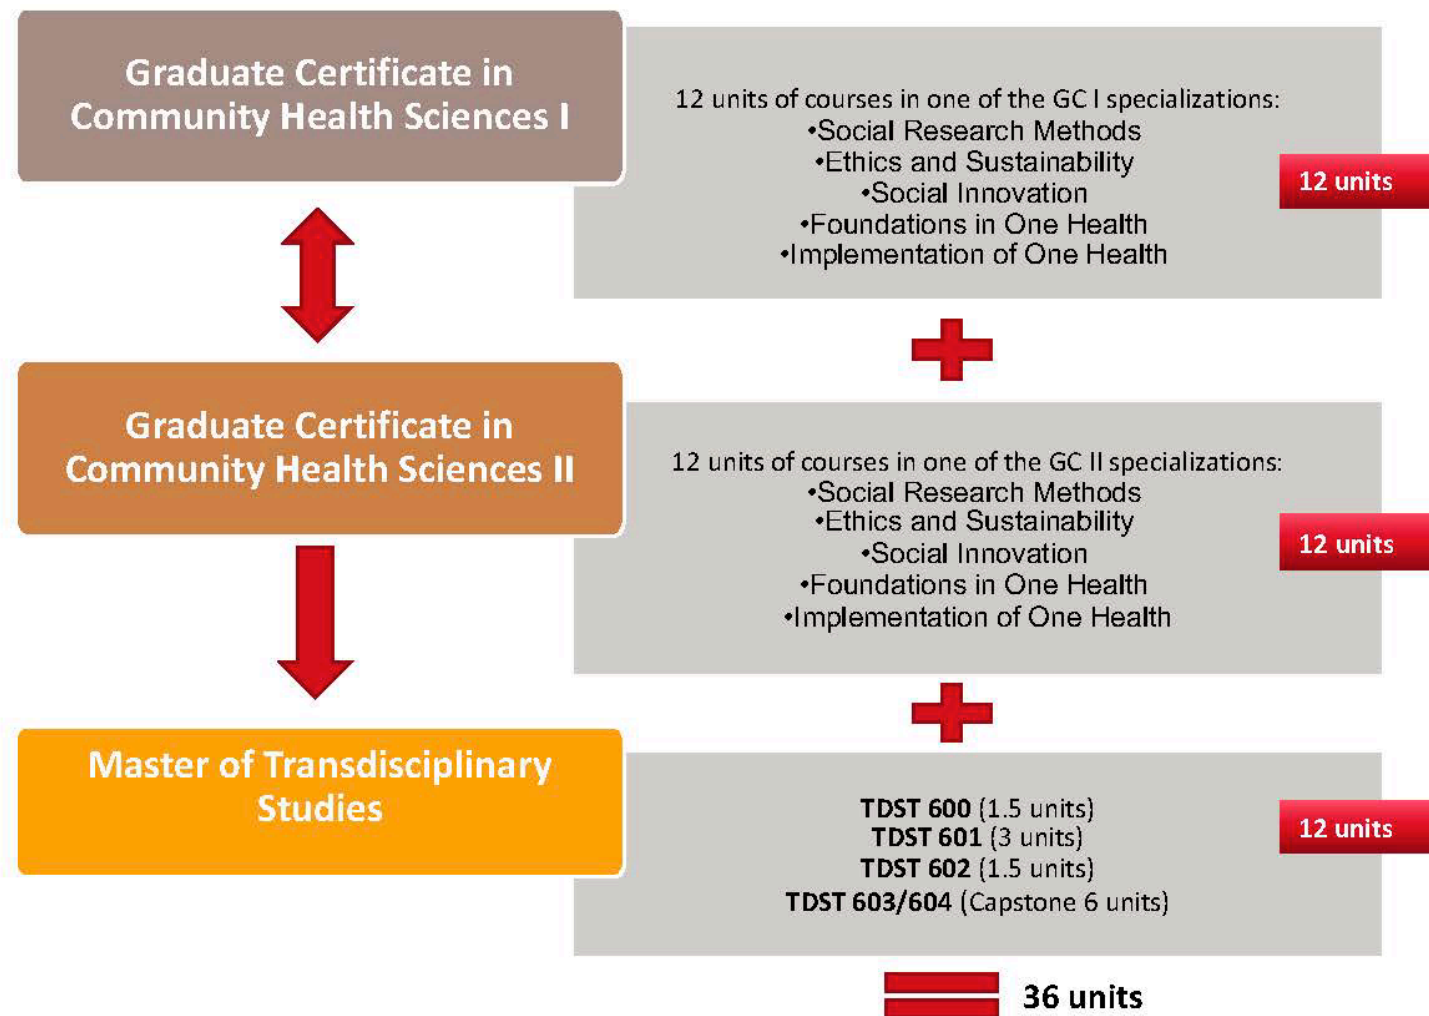 Graduate Certificate in
Community Health Sciences I
12 units of courses in one of the GC I specializations:
•Social Research Methods
•Ethics and Sustainability
•Social Innovation
•Foundations in One Health
•Implementation of One Health
12 units
Graduate Certificate in
Community Health Sciences II
12 units of courses in one of the GC II specializations:
•Social Research Methods
•Ethics and Sustainability
•Social Innovation
•Foundations in One Health
•Implementation of One Health
12 units
Master of Transdisciplinary
Studies
TDST 600 (1.5 units)
TDST 601 (3 units)
TDST 602 (1.5 units)
TDST 603/604 (Capstone 6 units)
12 units
36 units